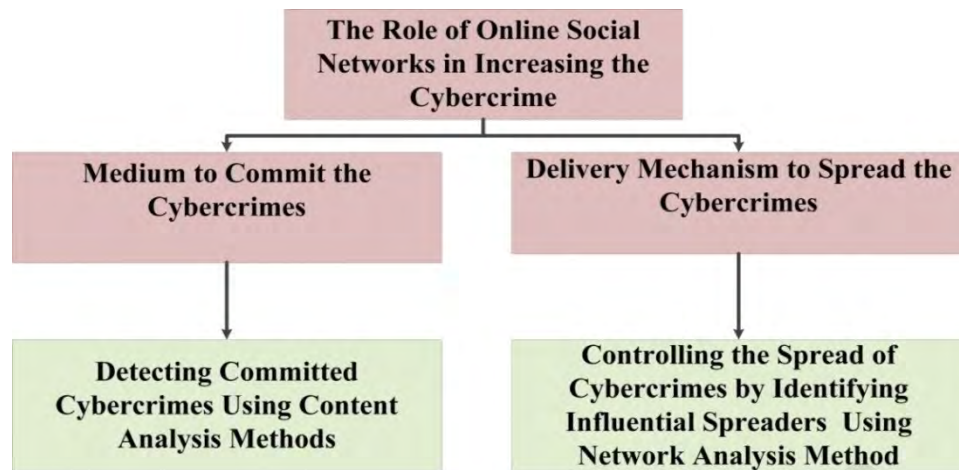 The Role of Online Social
Networks in Increasing the
Cybercrime
Medium to Commit the
Cybercrimes
Delivery Mechanism to Spread the
Cybercrimes
Detecting Committed
Cybercrimes Using Content
Analysis Methods
Controlling the Spread of
Cybercrimes by Identifying
Influential Spreaders Using
Network Analysis Method